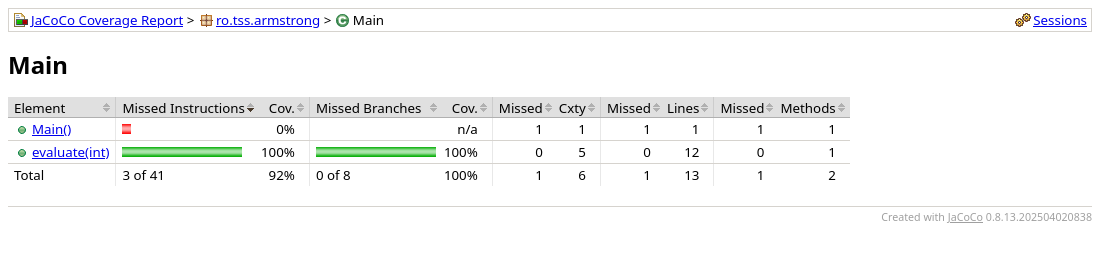 JaCoCo Coverage Report > ro.tss.armstrong > Main Sessions
Main
Element Missed Instructions Cov. Missed Branches Cov. Missed Cxty Missed Lines Missed Methods
Main() 0% n/a 1 1 1 1 1 1
evaluate(int) 100% 100% 0 5 0 12 0 1
Total 3 of 41 92% 0 of 8 100% 1 6 1 13 1 2
Created with JaCoCo 0.8.13.202504020838